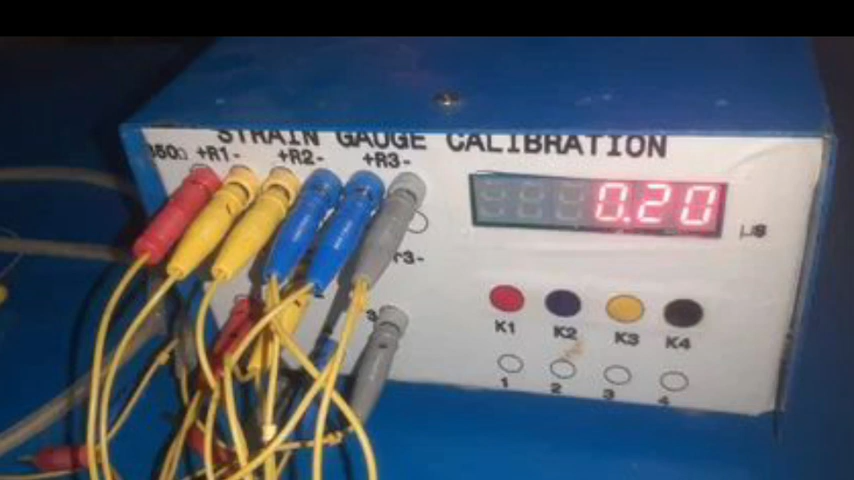 STRAIN GAUGE CALIBRATION
350Ω +R1- +R2- +R3-
0.20
µs
r3-
K1 K2 K3 K4
3
1 2 3 4